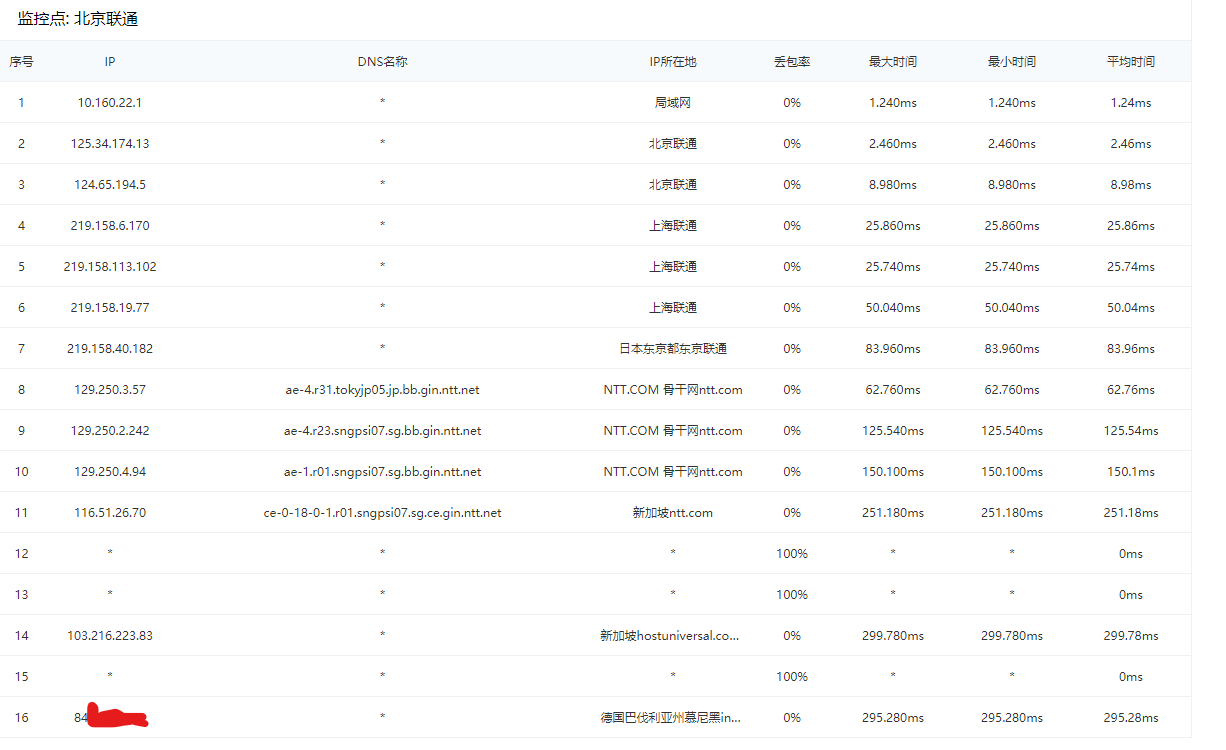 监控点: 北京联通
序号 IP DNS名称 IP所在地 丢包率 最大时间 最小时间 平均时间
1 10.160.22.1 * 局域网 0% 1.240ms 1.240ms 1.24ms
2 125.34.174.13 * 北京联通 0% 2.460ms 2.460ms 2.46ms
3 124.65.194.5 * 北京联通 0% 8.980ms 8.980ms 8.98ms
4 219.158.6.170 * 上海联通 0% 25.860ms 25.860ms 25.86ms
5 219.158.113.102 * 上海联通 0% 25.740ms 25.740ms 25.74ms
6 219.158.19.77 * 上海联通 0% 50.040ms 50.040ms 50.04ms
7 219.158.40.182 * 日本东京都东京联通 0% 83.960ms 83.960ms 83.96ms
8 129.250.3.57 ae-4.r31.tokyjp05.jp.bb.gin.ntt.net NTT.COM 骨干网ntt.com 0% 62.760ms 62.760ms 62.76ms
9 129.250.2.242 ae-4.r23.sngpsi07.sg.bb.gin.ntt.net NTT.COM 骨干网ntt.com 0% 125.540ms 125.540ms 125.54ms
10 129.250.4.94 ae-1.r01.sngpsi07.sg.bb.gin.ntt.net NTT.COM 骨干网ntt.com 0% 150.100ms 150.100ms 150.1ms
11 116.51.26.70 ce-0-18-0-1.r01.sngpsi07.sg.ce.gin.ntt.net 新加坡ntt.com 0% 251.180ms 251.180ms 251.18ms
12 * * * 100% * * 0ms
13 * * * 100% * * 0ms
14 103.216.223.83 * 新加坡hostuniversal.co... 0% 299.780ms 299.780ms 299.78ms
15 * * * 100% * * 0ms
16 84 * 德国巴伐利亚州慕尼黑in... 0% 295.280ms 295.280ms 295.28ms